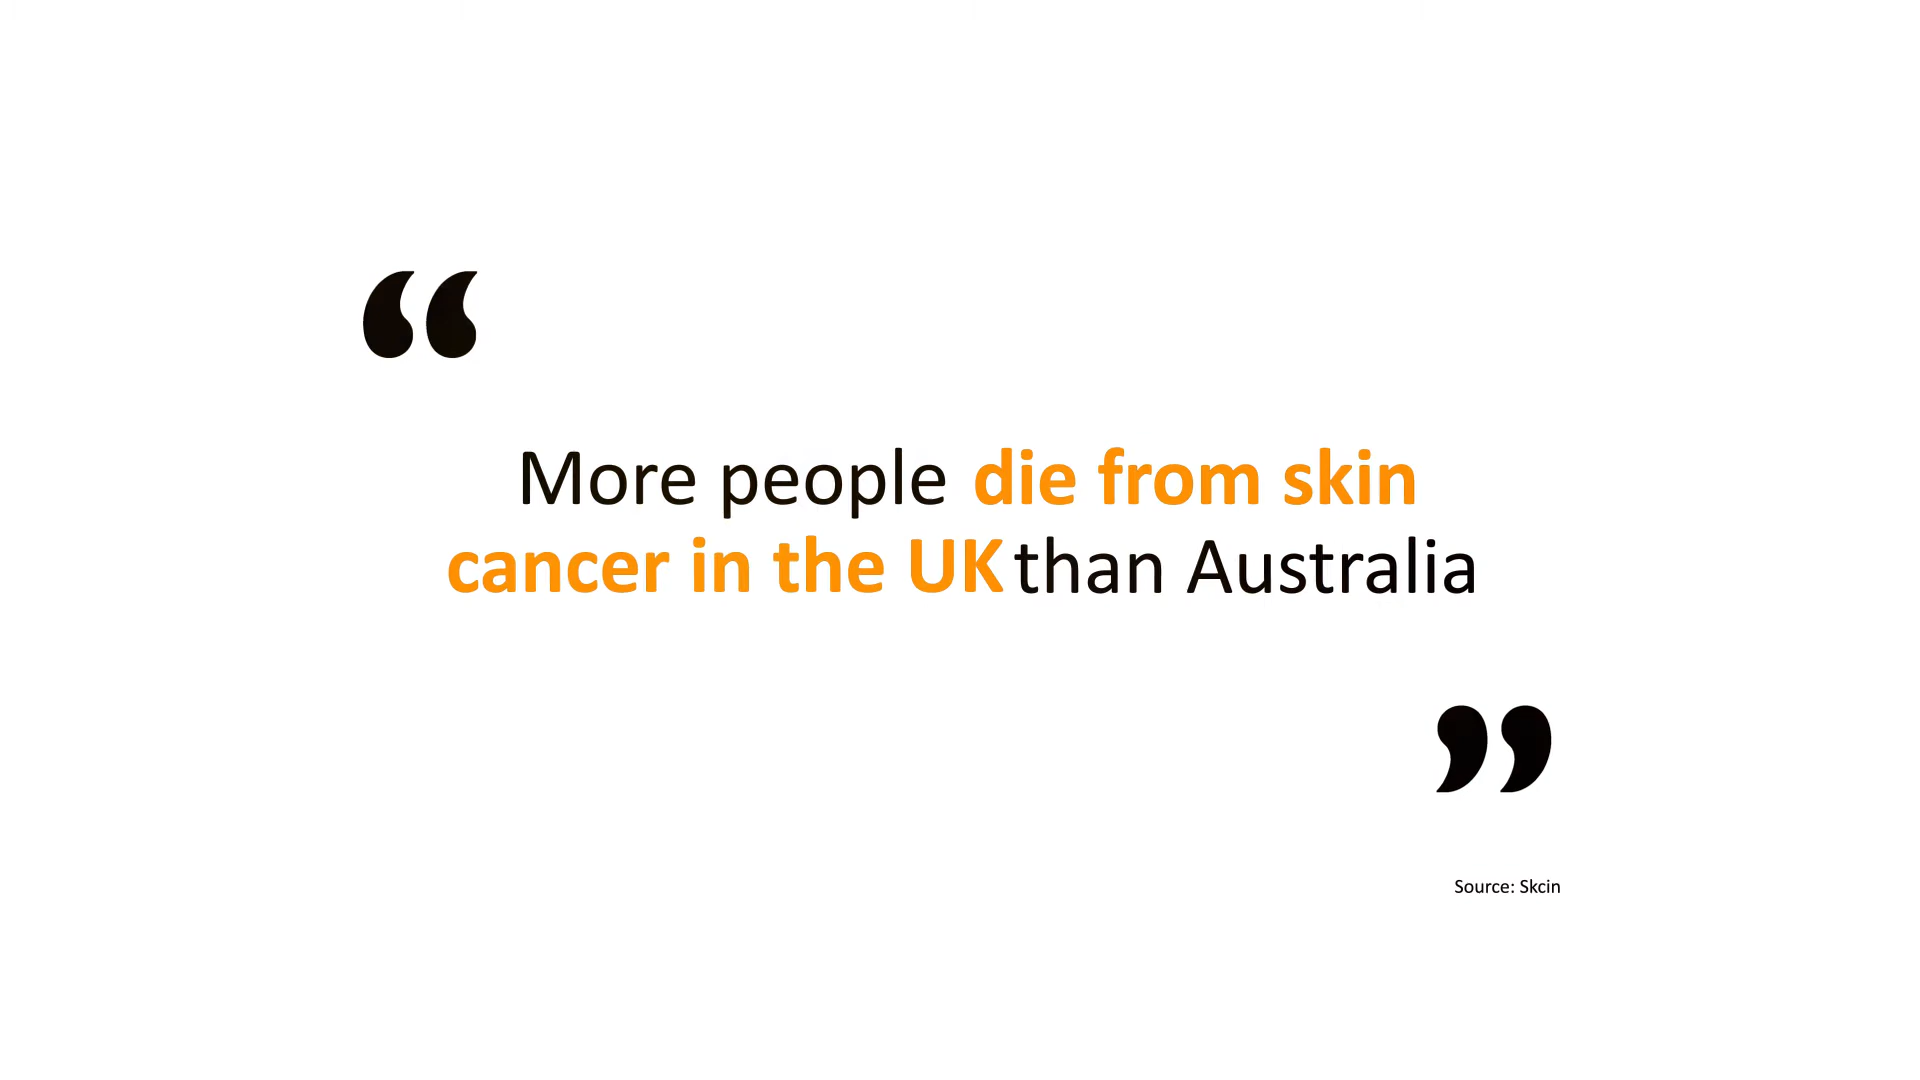 “
More people die from skin
cancer in the UK than Australia
”
Source: Skcin